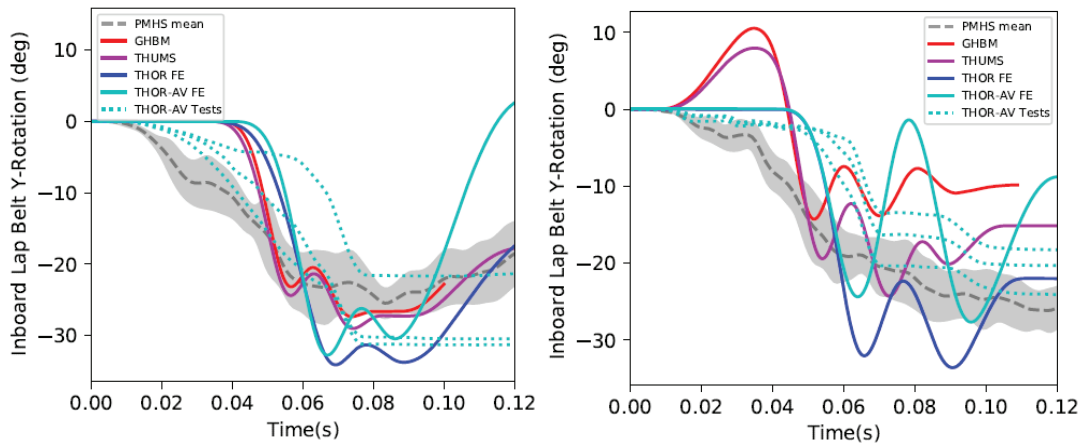 PMHS mean
GHBM
THUMS
THOR FE
THOR-AV FE
THOR-AV Tests
Inboard Lap Belt Y-Rotation (deg)
10
0
−10
−20
−30
0.00 0.02 0.04 0.06 0.08 0.10 0.12
Time(s)
PMHS mean
GHBM
THUMS
THOR FE
THOR-AV FE
THOR-AV Tests
Inboard Lap Belt Y-Rotation (deg)
10
0
−10
−20
−30
0.00 0.02 0.04 0.06 0.08 0.10 0.12
Time(s)